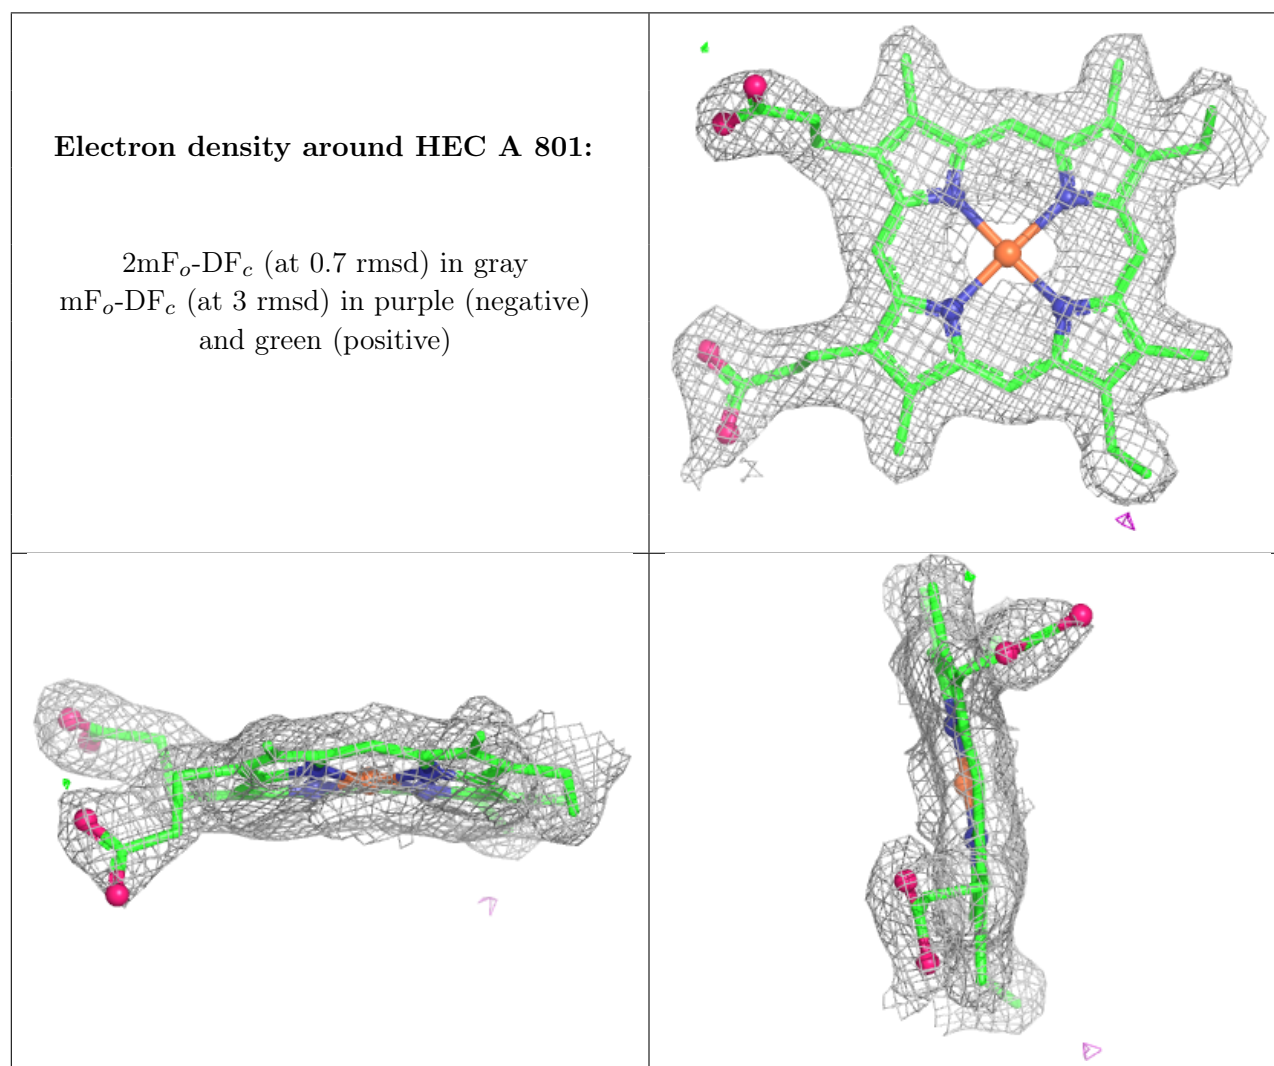 Electron density around HEC A 801:
2mFo-DFc (at 0.7 rmsd) in gray
mFo-DFc (at 3 rmsd) in purple (negative)
and green (positive)